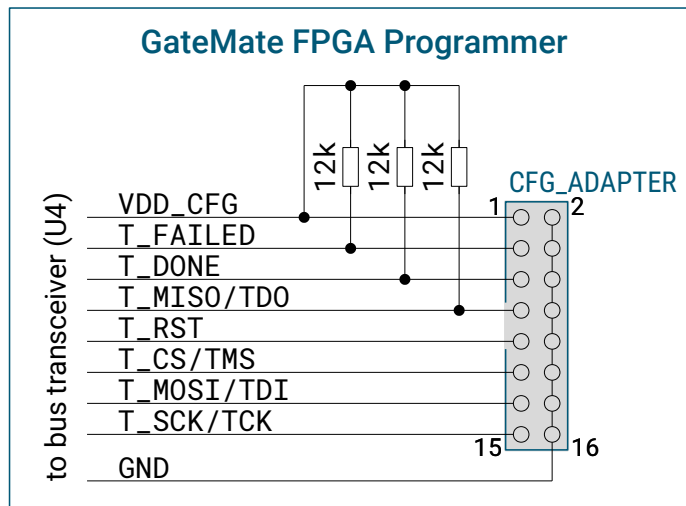 GateMate FPGA Programmer
12k
12k
12k
CFG_ADAPTER
to bus transceiver (U4)
VDD_CFG
1
2
T_FAILED
T_DONE
T_MISO/TDO
T_RST
T_CS/TMS
T_MOSI/TDI
T_SCK/TCK
15
16
GND